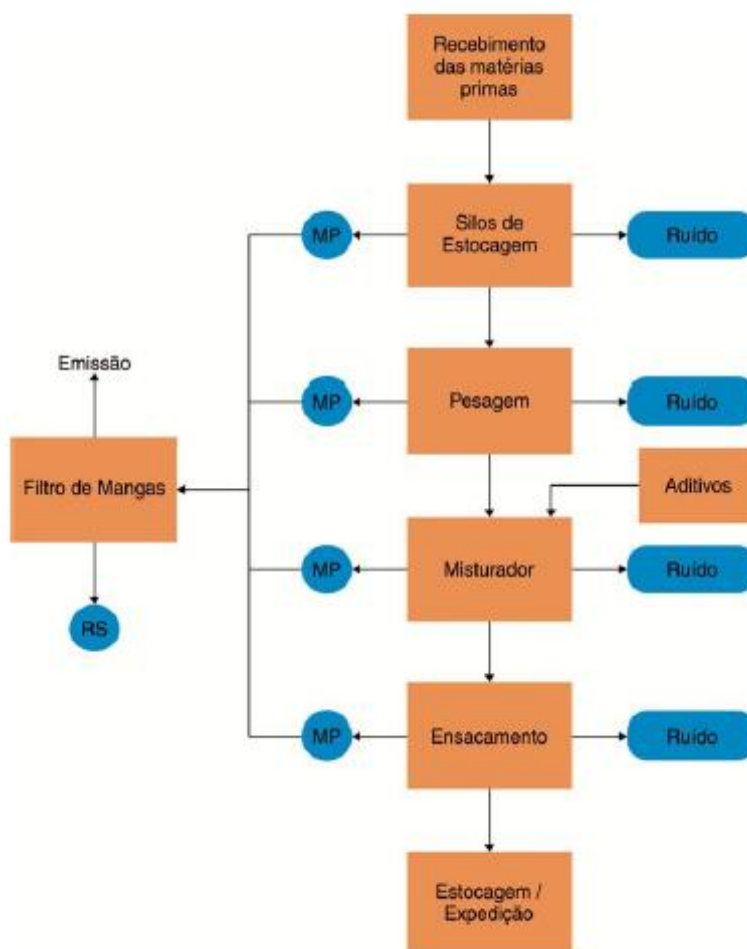 Recebimento
das matérias
primas
MP
Silos de
Estocagem
Ruído
Emissão
MP
Pesagem
Ruído
Filtro de Mangas
Aditivos
MP
Misturador
Ruído
RS
MP
Ensacamento
Ruído
Estocagem /
Expedição